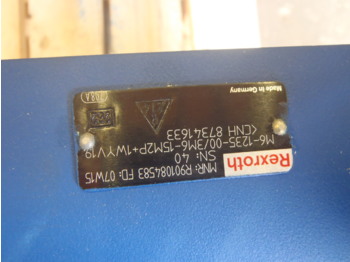 Rexroth
MNR: R901084583 FD: 07W15
SN: 40
M6-1235-00/3M6-15M2P+1WYV19
<CNH 87341633
Made in Germany